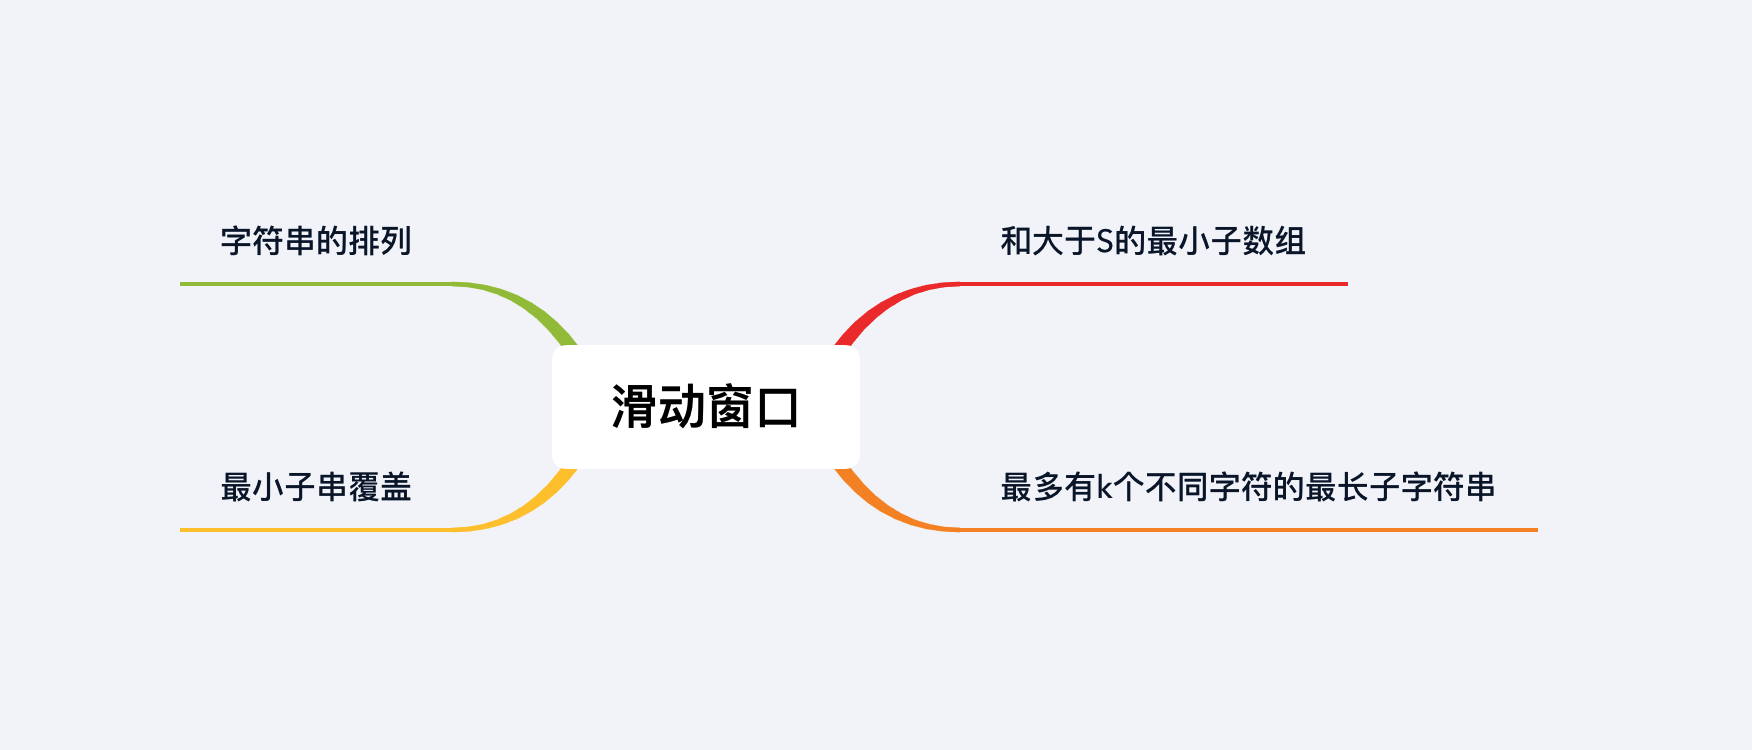 字符串的排列
和大于S的最小子数组
滑动窗口
最小子串覆盖
最多有k个不同字符的最长子字符串